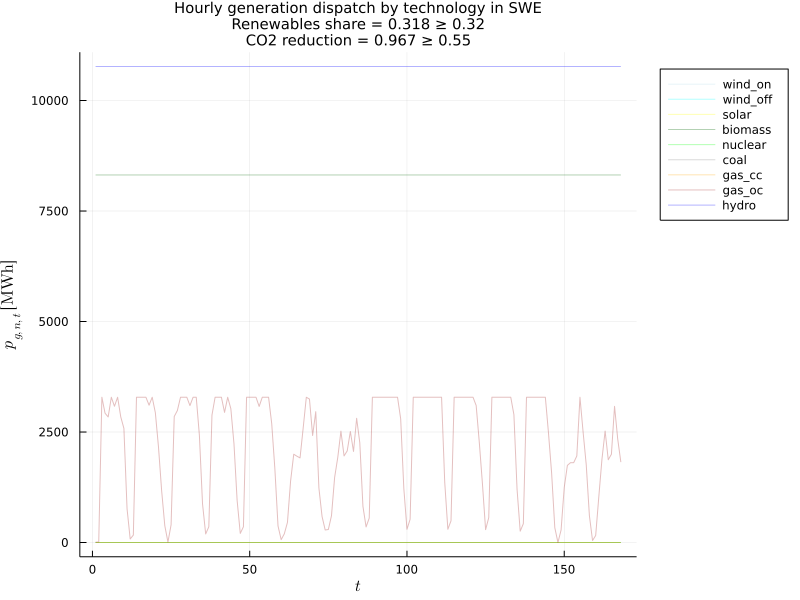 Hourly generation dispatch by technology in SWE
Renewables share = 0.318 ≥ 0.32
CO2 reduction = 0.967 ≥ 0.55
wind_on
wind_off
solar
biomass
nuclear
coal
gas_cc
gas_oc
hydro
10000
7500
5000
2500
0
p g, n, t [MWh]
0 50 100 150
t